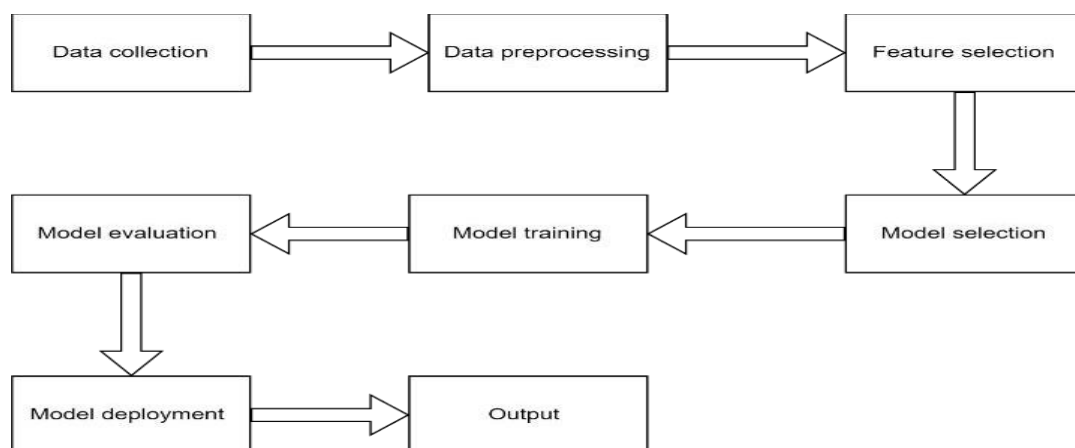 Data collection
Data preprocessing
Feature selection
Model selection
Model training
Model evaluation
Model deployment
Output